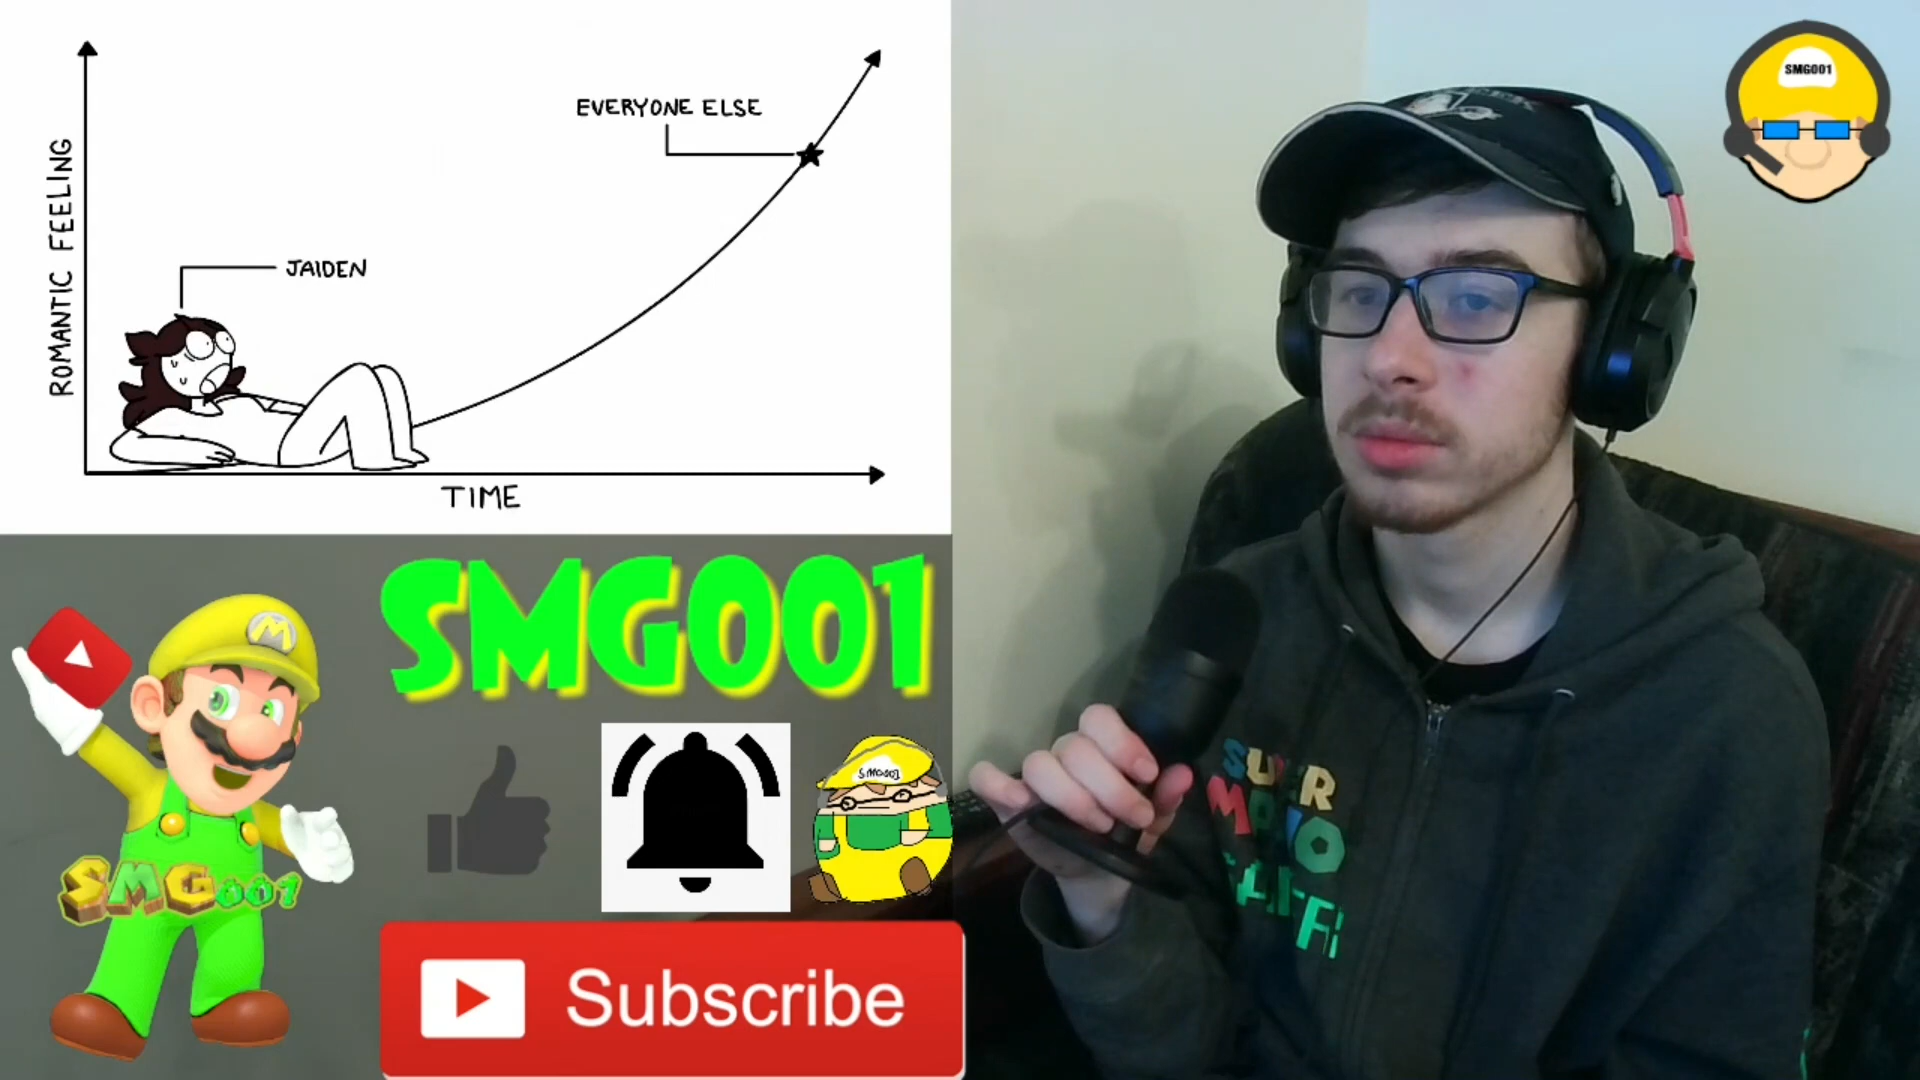 EVERYONE ELSE
ROMANTIC FEELING
JAIDEN
TIME
SMG001
SMG001
M
SMG001
SMG001
Subscribe
SUPER
MARIO